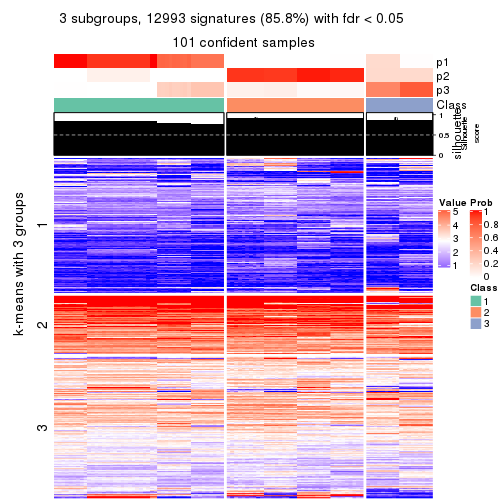 3 subgroups, 12993 signatures (85.8%) with fdr < 0.05
101 confident samples
p1
p2
p3
Class
1
0.5
0
silhouette
Silhouette
score
k-means with 3 groups
1
2
3
Value
5
4
3
2
1
Prob
1
0.8
0.6
0.4
0.2
0
Class
1
2
3